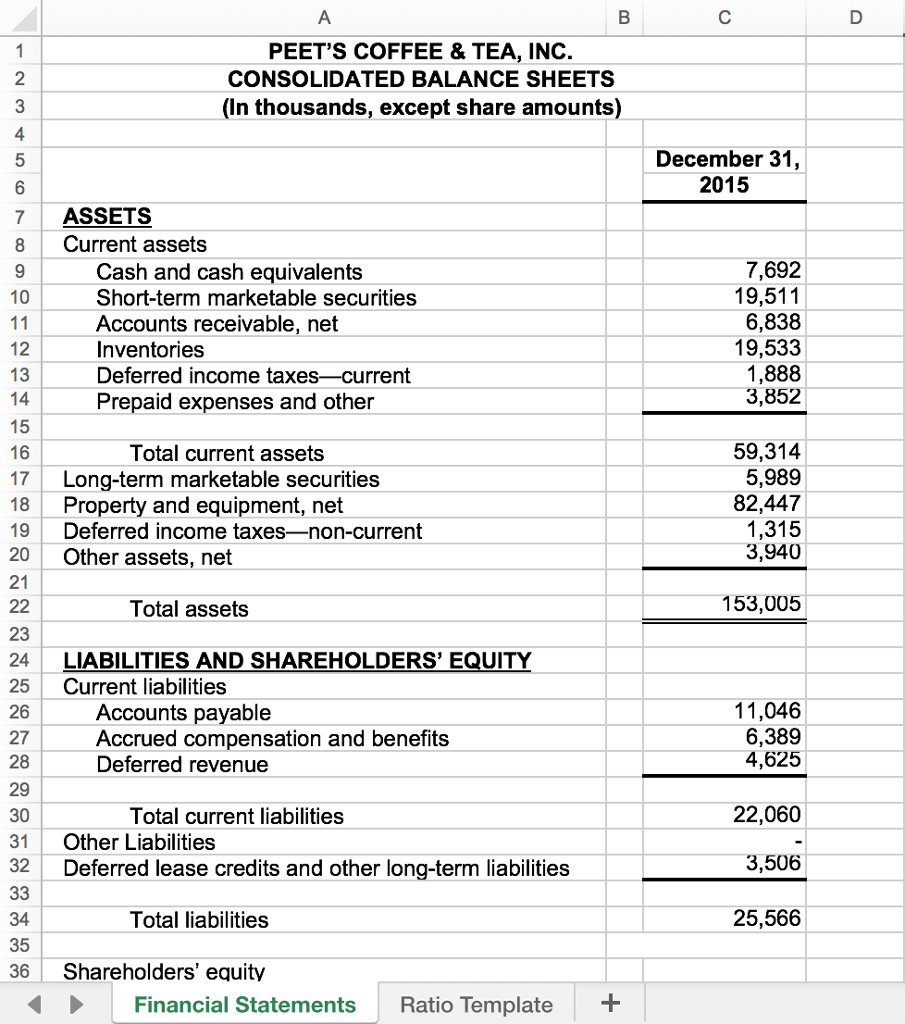 A B C D
1 PEET’S COFFEE & TEA, INC.
2 CONSOLIDATED BALANCE SHEETS
3 (In thousands, except share amounts)
4
5 December 31,
6 2015
7 ASSETS
8 Current assets
9 Cash and cash equivalents 7,692
10 Short-term marketable securities 19,511
11 Accounts receivable, net 6,838
12 Inventories 19,533
13 Deferred income taxes—current 1,888
14 Prepaid expenses and other 3,852
15
16 Total current assets 59,314
17 Long-term marketable securities 5,989
18 Property and equipment, net 82,447
19 Deferred income taxes—non-current 1,315
20 Other assets, net 3,940
21
22 Total assets 153,005
23
24 LIABILITIES AND SHAREHOLDERS’ EQUITY
25 Current liabilities
26 Accounts payable 11,046
27 Accrued compensation and benefits 6,389
28 Deferred revenue 4,625
29
30 Total current liabilities 22,060
31 Other Liabilities -
32 Deferred lease credits and other long-term liabilities 3,506
33
34 Total liabilities 25,566
35
36 Shareholders’ equity
Financial Statements Ratio Template +